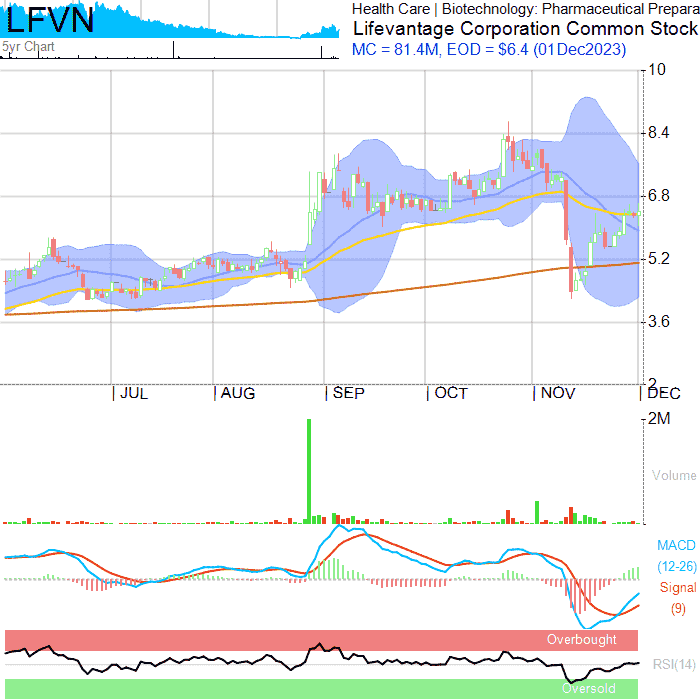 LFVN
5yr Chart
Health Care | Biotechnology: Pharmaceutical Prepara
Lifevantage Corporation Common Stock
MC = 81.4M, EOD = $6.4 (01Dec2023)
10
8.4
6.8
5.2
3.6
2
JUL AUG SEP OCT NOV DEC
2M
Volume
MACD
(12-26)
Signal
(9)
Overbought
RSI(14)
Oversold